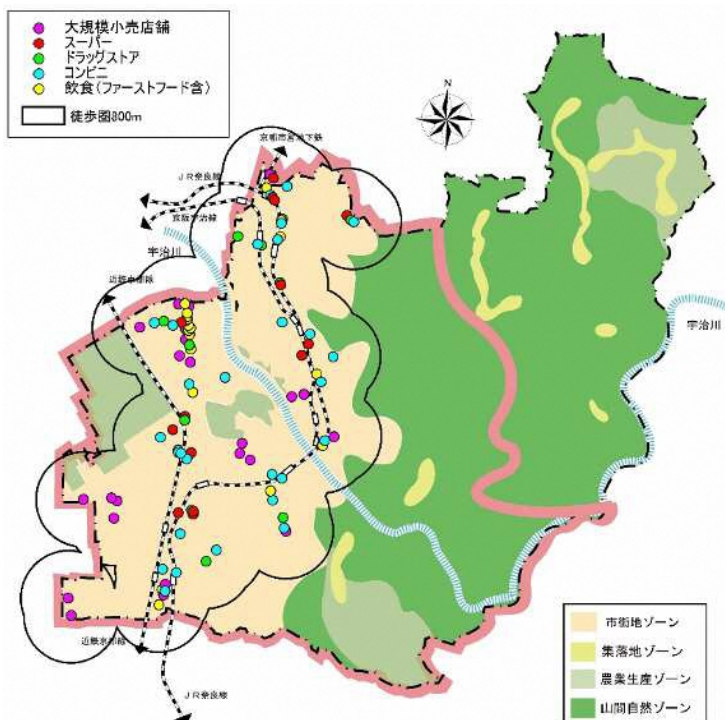 大規模小売店舗
スーパー
ドラッグストア
コンビニ
飲食(ファーストフード含)
徒歩圏800m
N
京都市営地下鉄
JR奈良線
京阪宇治線
宇治川
近鉄京都線
宇治川
近鉄京都線
JR奈良線
市街地ゾーン
集落地ゾーン
農業生産ゾーン
山間自然ゾーン